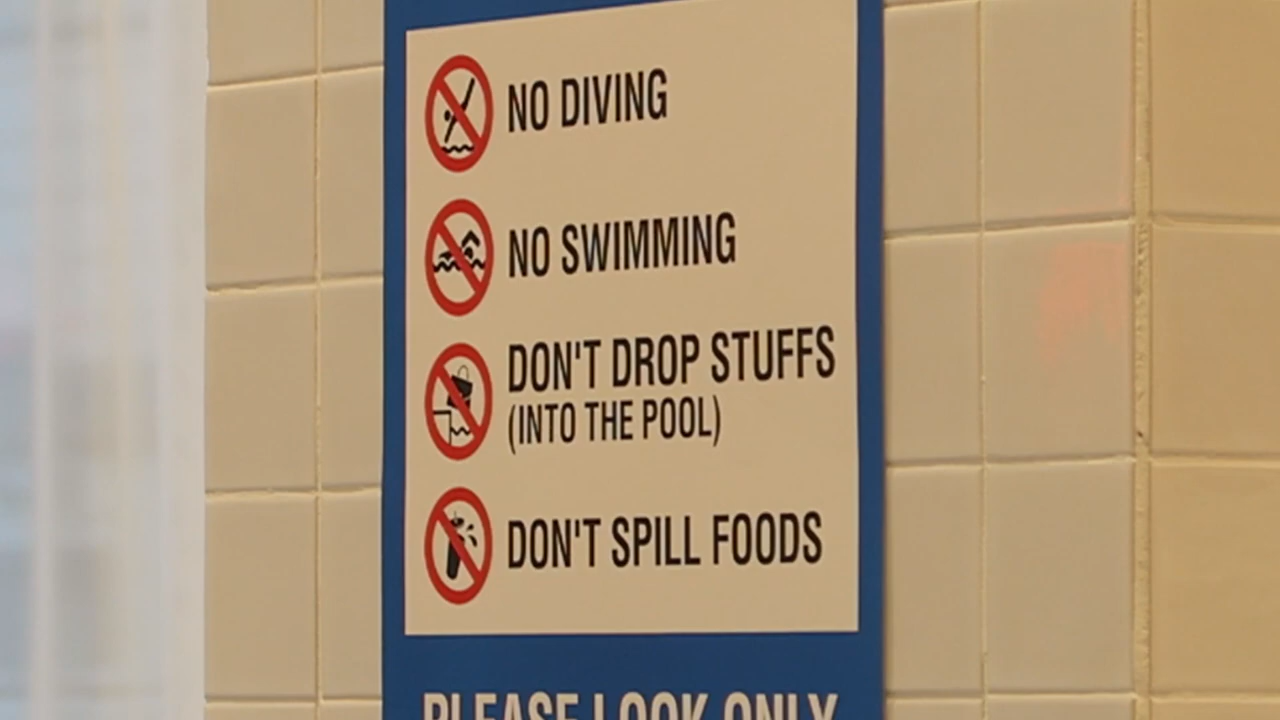 NO DIVING
NO SWIMMING
DON'T DROP STUFFS
(INTO THE POOL)
DON'T SPILL FOODS
PLEASE LOOK ONLY